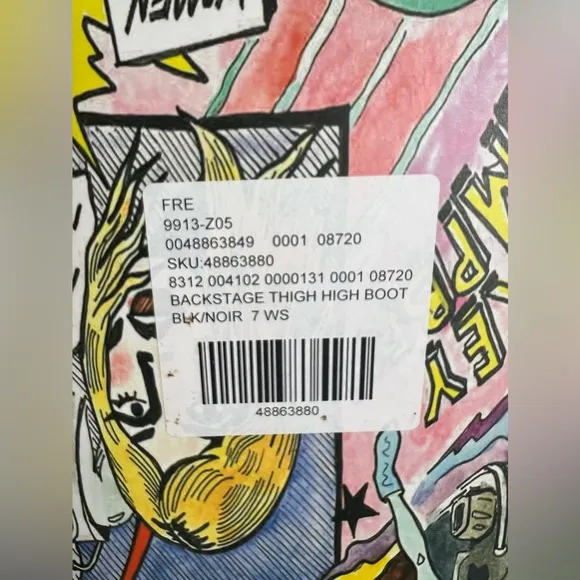 WOMEN
FRE
9913-Z05
0048863849 0001 08720
SKU:48863880
8312 004102 0000131 0001 08720
BACKSTAGE THIGH HIGH BOOT
BLK/NOIR 7 WS
48863880